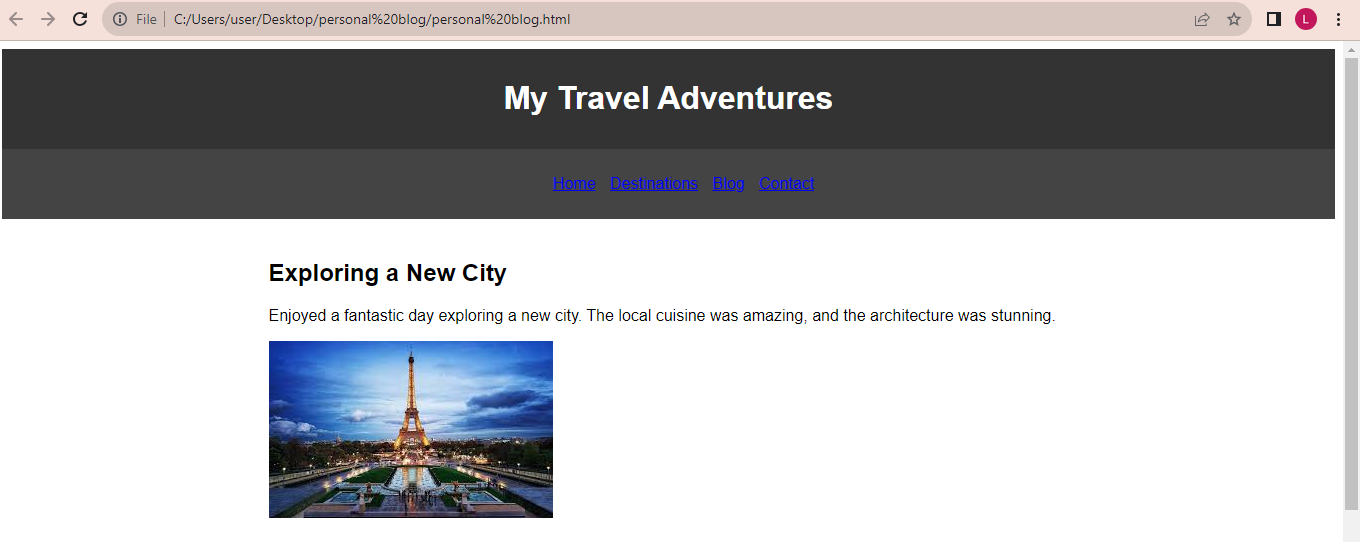 File C:/Users/user/Desktop/personal%20blog/personal%20blog.html
L
My Travel Adventures
Home Destinations Blog Contact
Exploring a New City
Enjoyed a fantastic day exploring a new city. The local cuisine was amazing, and the architecture was stunning.